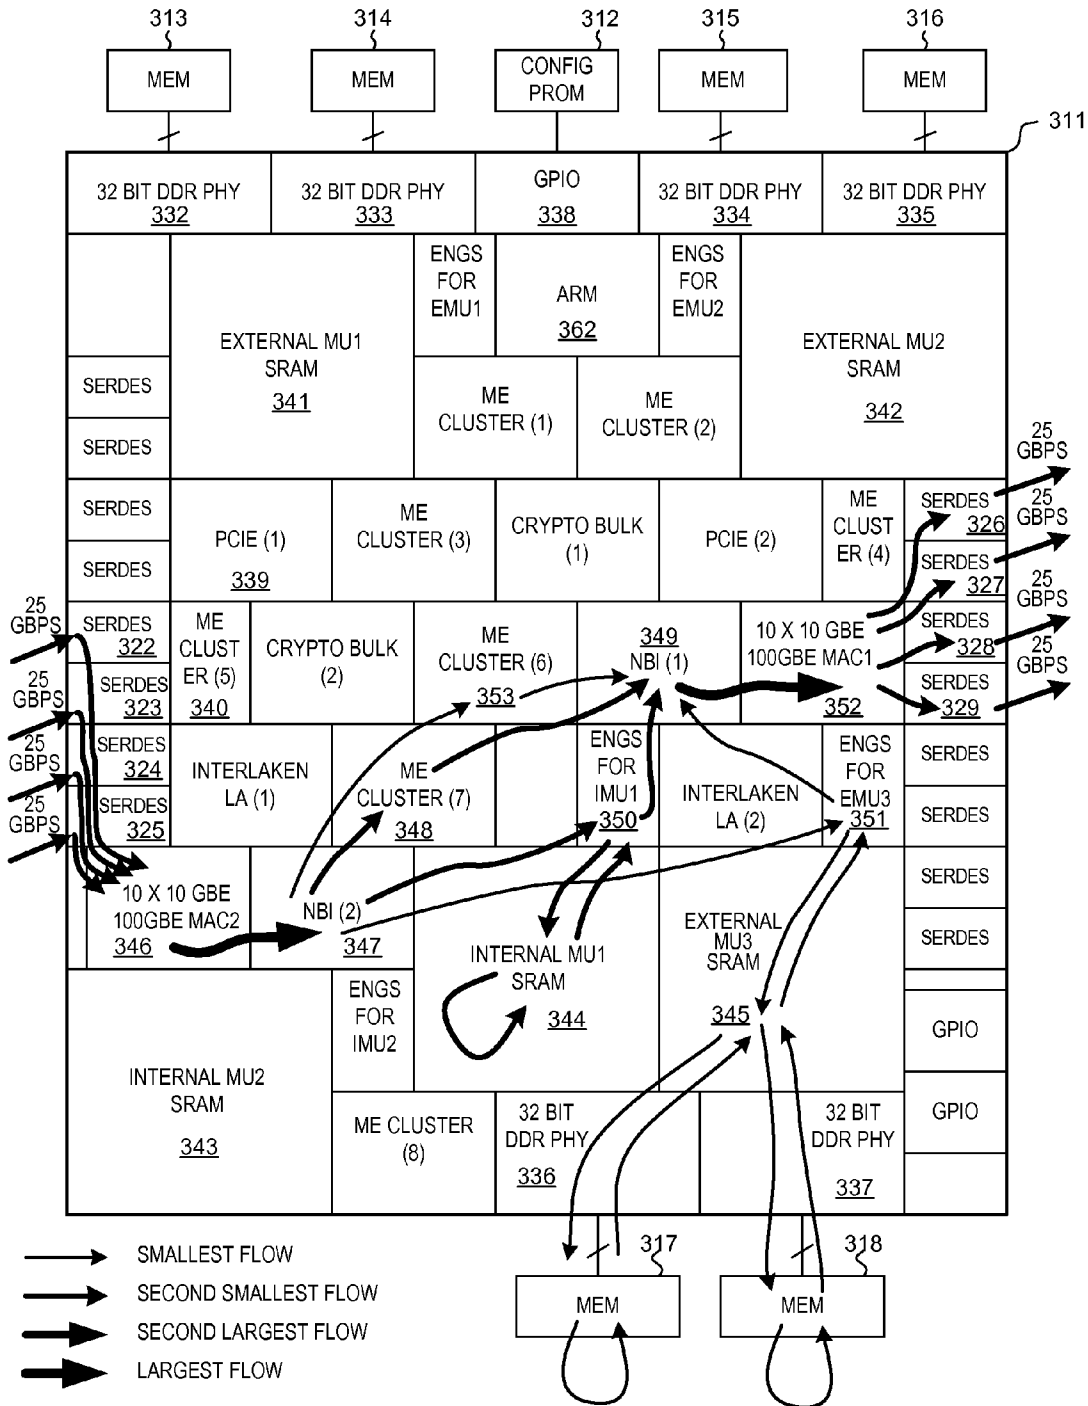 313
314
312
315
316
MEM
MEM
CONFIG
PROM
MEM
MEM
311
32 BIT DDR PHY
332
32 BIT DDR PHY
333
GPIO
338
32 BIT DDR PHY
334
32 BIT DDR PHY
335
EXTERNAL MU1
SRAM
341
ENGS
FOR
EMU1
ARM
362
ENGS
FOR
EMU2
EXTERNAL MU2
SRAM
342
SERDES
SERDES
ME
CLUSTER (1)
ME
CLUSTER (2)
SERDES
SERDES
PCIE (1)
339
ME
CLUSTER (3)
CRYPTO BULK
(1)
PCIE (2)
ME
CLUST
ER (4)
SERDES
326
SERDES
327
25
GBPS
25
GBPS
25
GBPS
25
GBPS
25
GBPS
25
GBPS
25
GBPS
25
GBPS
SERDES
322
SERDES
323
ME
CLUST
ER (5)
340
CRYPTO BULK
(2)
ME
CLUSTER (6)
353
349
NBI (1)
10 X 10 GBE
100GBE MAC1
352
SERDES
328
SERDES
329
SERDES
324
SERDES
325
INTERLAKEN
LA (1)
ME
CLUSTER (7)
348
ENGS
FOR
IMU1
350
INTERLAKEN
LA (2)
ENGS
FOR
EMU3
351
SERDES
SERDES
10 X 10 GBE
100GBE MAC2
346
NBI (2)
347
INTERNAL MU1
SRAM
344
EXTERNAL
MU3
SRAM
345
SERDES
SERDES
INTERNAL MU2
SRAM
343
ENGS
FOR
IMU2
GPIO
GPIO
ME CLUSTER
(8)
32 BIT
DDR PHY
336
32 BIT
DDR PHY
337
317
318
MEM
MEM
SMALLEST FLOW
SECOND SMALLEST FLOW
SECOND LARGEST FLOW
LARGEST FLOW